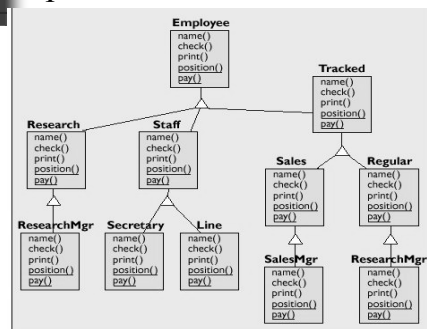 Employee
name()
check()
print()
position()
pay()
Tracked
name()
check()
print()
position()
pay()
Research
name()
check()
print()
position()
pay()
Staff
name()
check()
print()
position()
pay()
Sales
name()
check()
print()
position()
pay()
Regular
name()
check()
print()
position()
pay()
ResearchMgr
name()
check()
print()
position()
pay()
Secretary
name()
check()
print()
position()
pay()
Line
name()
check()
print()
position()
pay()
SalesMgr
name()
check()
print()
position()
pay()
ResearchMgr
name()
check()
print()
position()
pay()